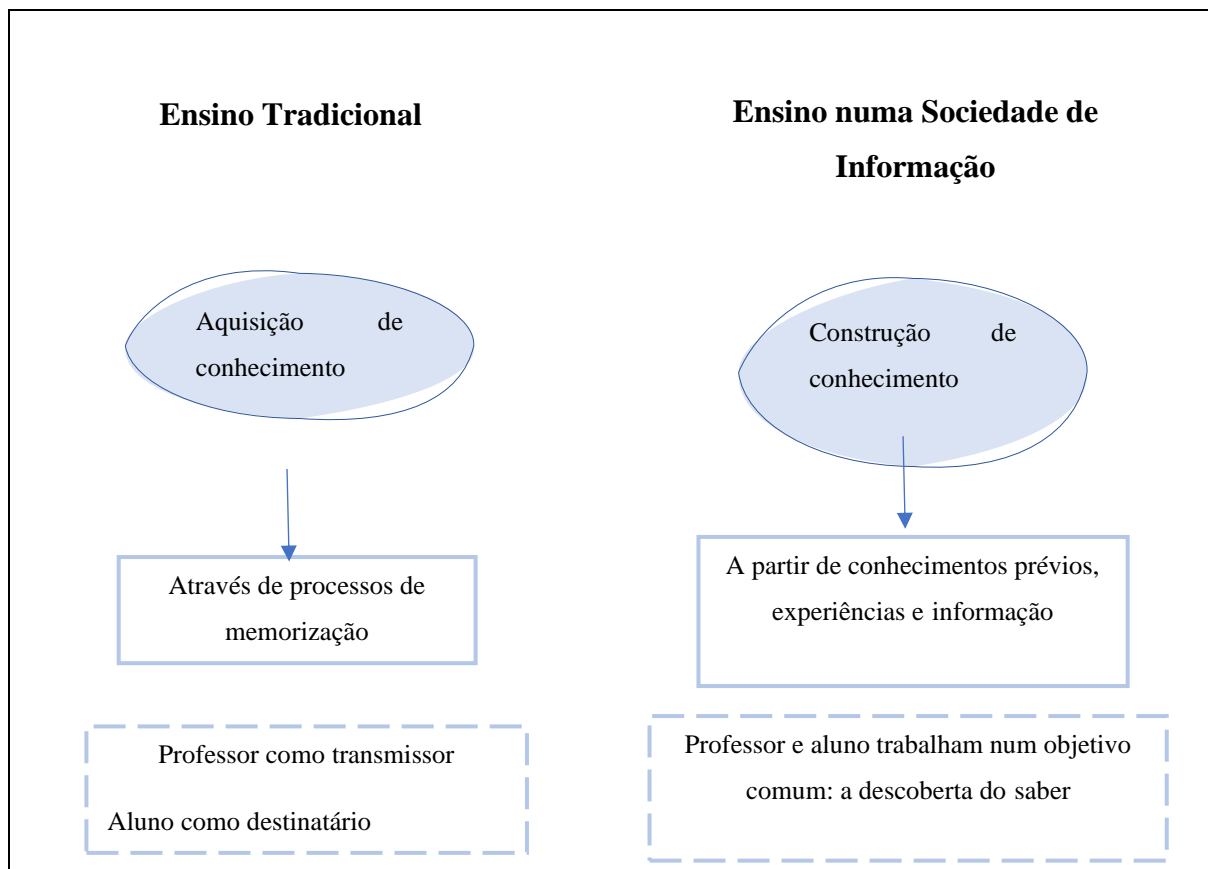 Ensino Tradicional
Aquisição de
conhecimento
Através de processos de
memorização
Professor como transmissor
Aluno como destinatário
Ensino numa Sociedade de
Informação
Construção de
conhecimento
A partir de conhecimentos prévios,
experiências e informação
Professor e aluno trabalham num objetivo
comum: a descoberta do saber